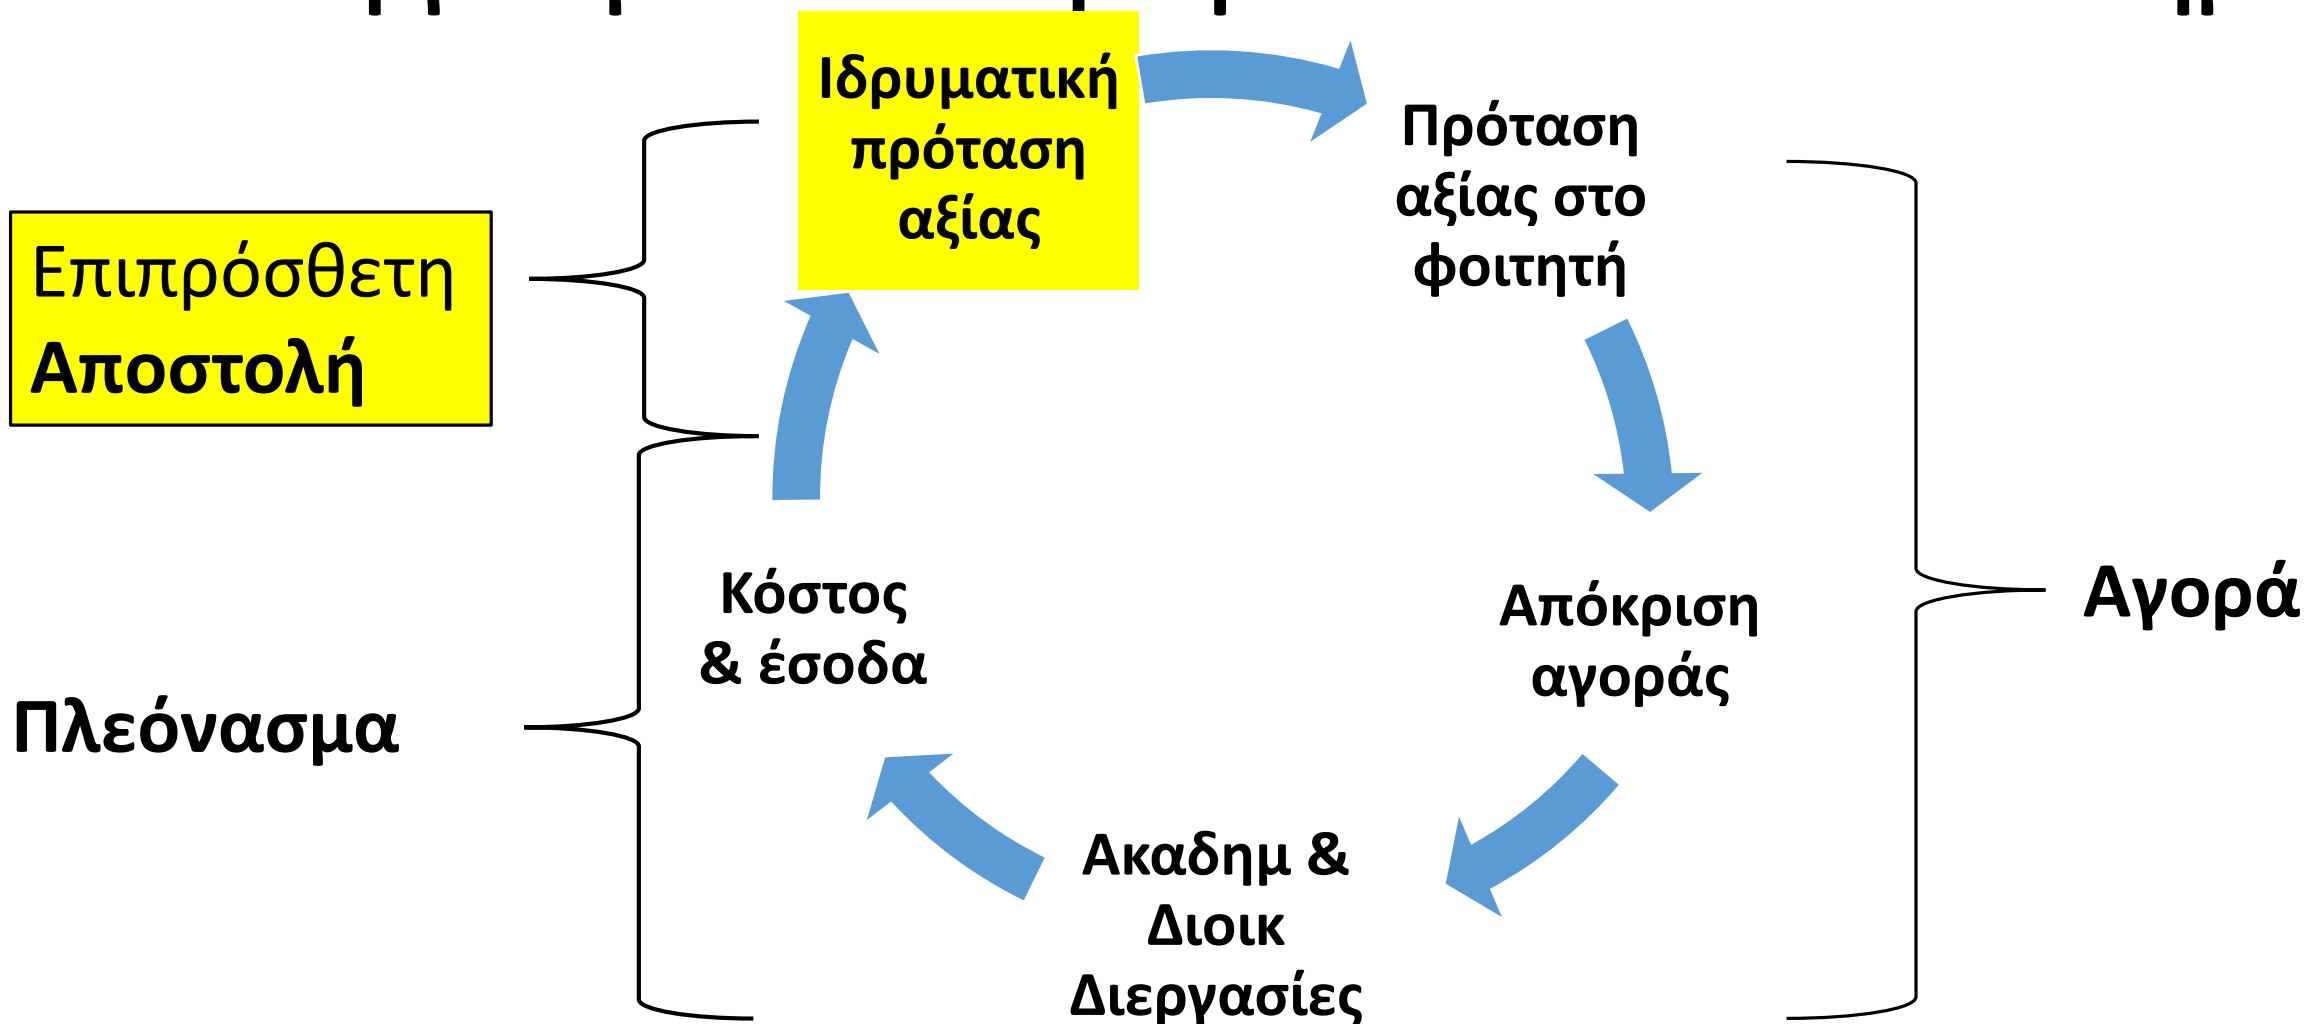 Ιδρυματική
πρόταση
αξίας
Πρόταση
αξίας στο
φοιτητή
Επιπρόσθετη
Αποστολή
Κόστος
& έσοδα
Απόκριση
αγοράς
Αγορά
Πλεόνασμα
Ακαδημ &
Διοικ
Διεργασίες